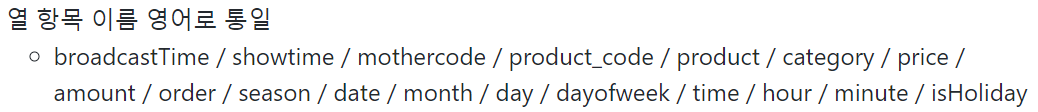 열 항목 이름 영어로 통일
○ broadcastTime / showtime / mothercode / product_code / product / category / price /
amount / order / season / date / month / day / dayofweek / time / hour / minute / isHoliday